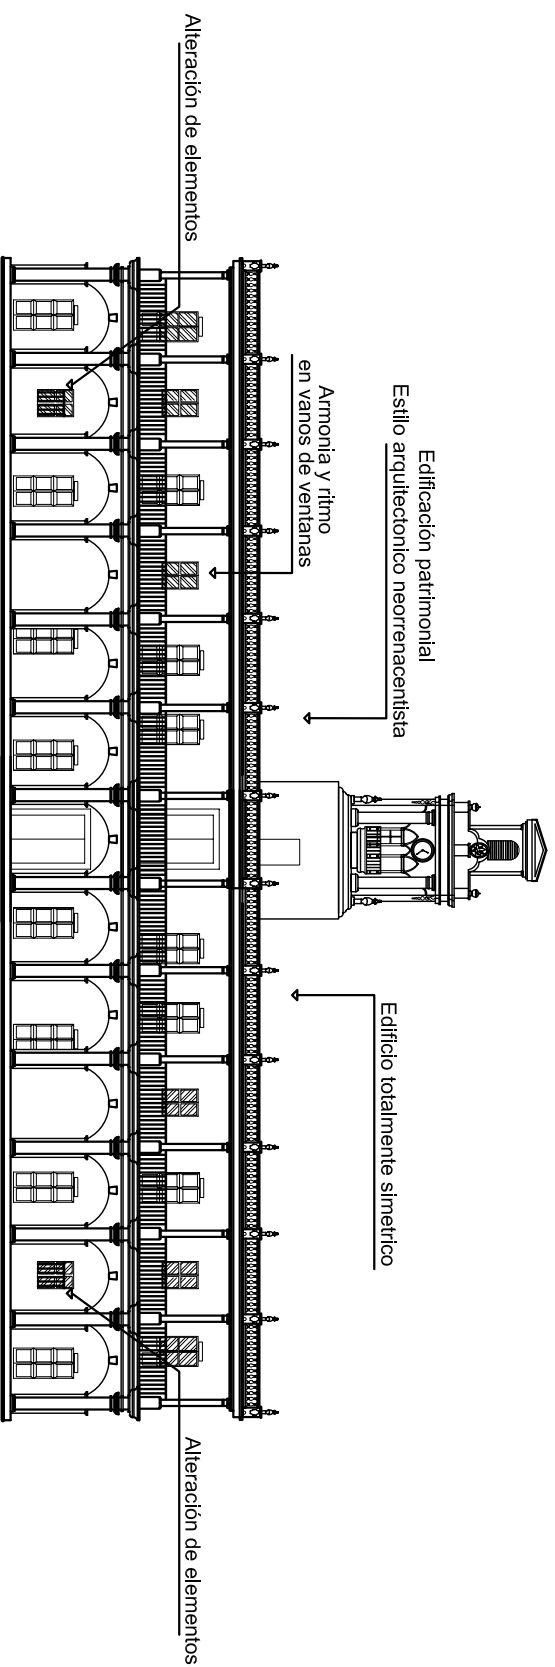 Edificación patrimonial
Estilo arquitectonico neorrenacentista
Edificio totalmente simetrico
Armonia y ritmo
en vanos de ventanas
Alteración de elementos
Alteración de elementos